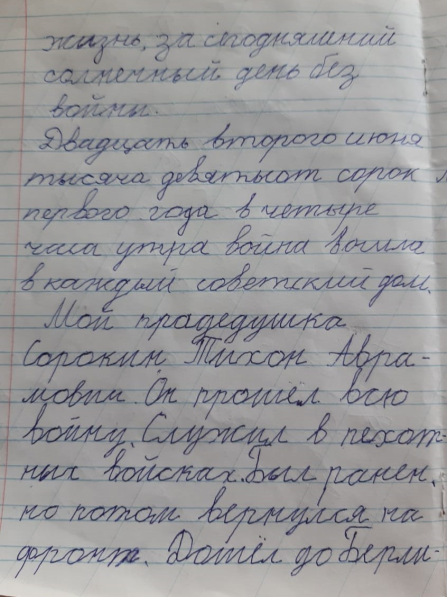 жизнь, за сегодняшний
солнечный день без
войны.
Двадцать второго июня
тысяча девятьсот сорок
первого года в четыре
часа утра война вошла
в каждый советский дом.
Мой прадедушка
Сорокин Тихон Авра-
мович. Он прошёл всю
войну. Служил в пехот-
ных войсках. Был ранен,
но потом вернулся на
фронт. Дошёл до Берли-